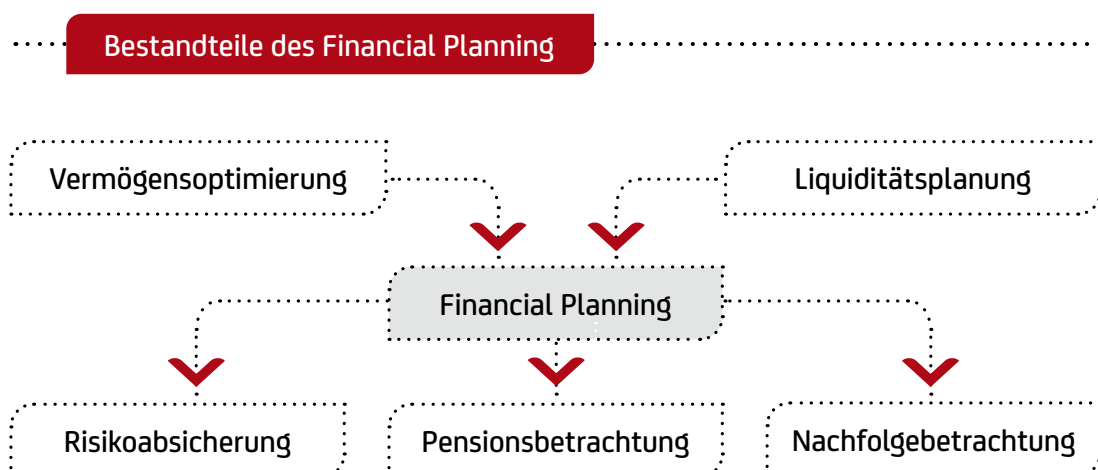 Bestandteile des Financial Planning
Vermögensoptimierung
Liquiditätsplanung
Financial Planning
Risikoabsicherung
Pensionsbetrachtung
Nachfolgebetrachtung